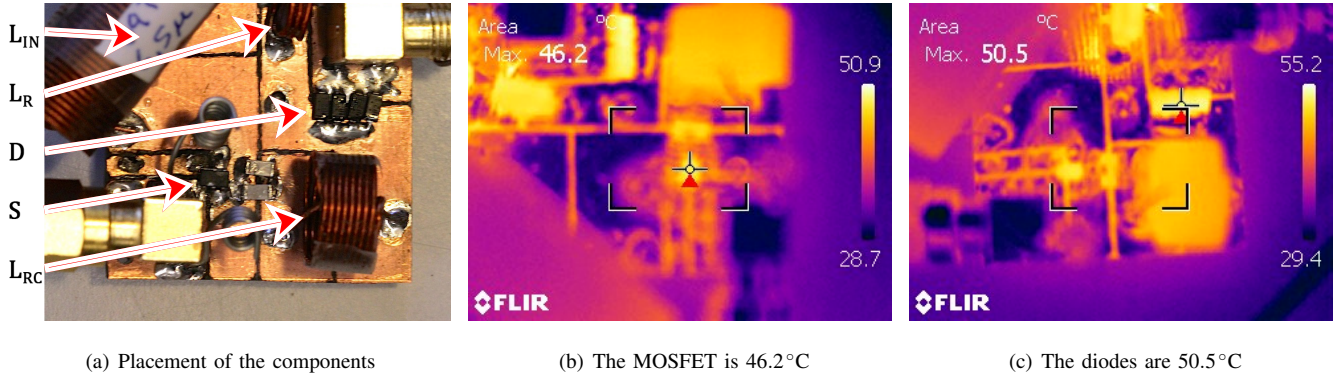 L_IN
L_R
D
S
L_RC
Area
°C
Max. 46.2
50.9
28.7
FLIR
Area
°C
Max. 50.5
55.2
29.4
FLIR
(a) Placement of the components
(b) The MOSFET is 46.2°C
(c) The diodes are 50.5°C